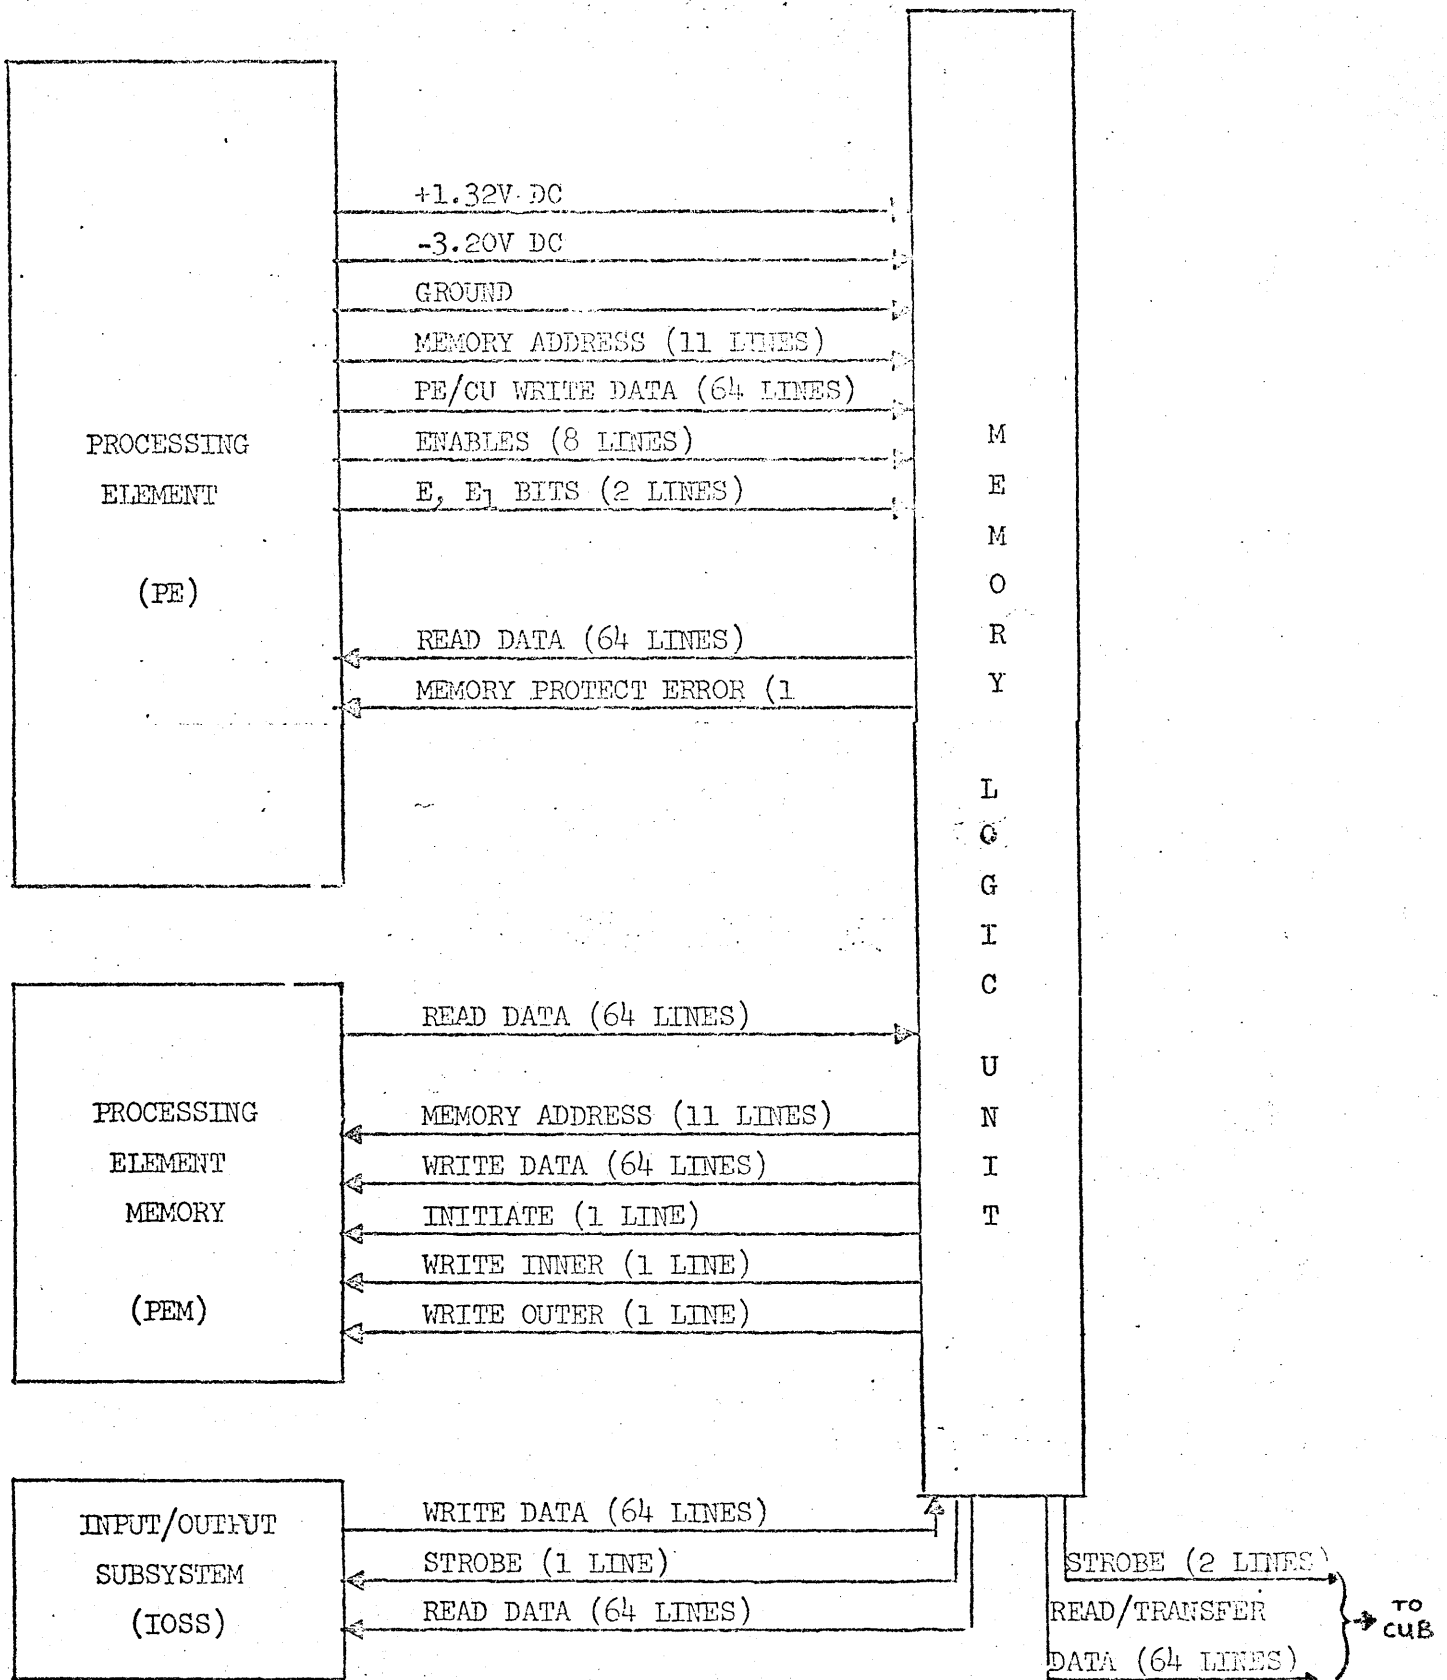 +1.32V DC
-3.20V DC
GROUND
MEMORY ADDRESS (11 LINES)
PE/CU WRITE DATA (64 LINES)
ENABLES (8 LINES)
E, E1 BITS (2 LINES)
PROCESSING
ELEMENT
(PE)
READ DATA (64 LINES)
MEMORY PROTECT ERROR (1
MEMORY LOGIC UNIT
READ DATA (64 LINES)
MEMORY ADDRESS (11 LINES)
WRITE DATA (64 LINES)
INITIATE (1 LINE)
WRITE INNER (1 LINE)
WRITE OUTER (1 LINE)
PROCESSING
ELEMENT
MEMORY
(PEM)
INPUT/OUTPUT
SUBSYSTEM
(IOSS)
WRITE DATA (64 LINES)
STROBE (1 LINE)
READ DATA (64 LINES)
STROBE (2 LINES)
READ/TRANSFER
DATA (64 LINES)
TO
CUB